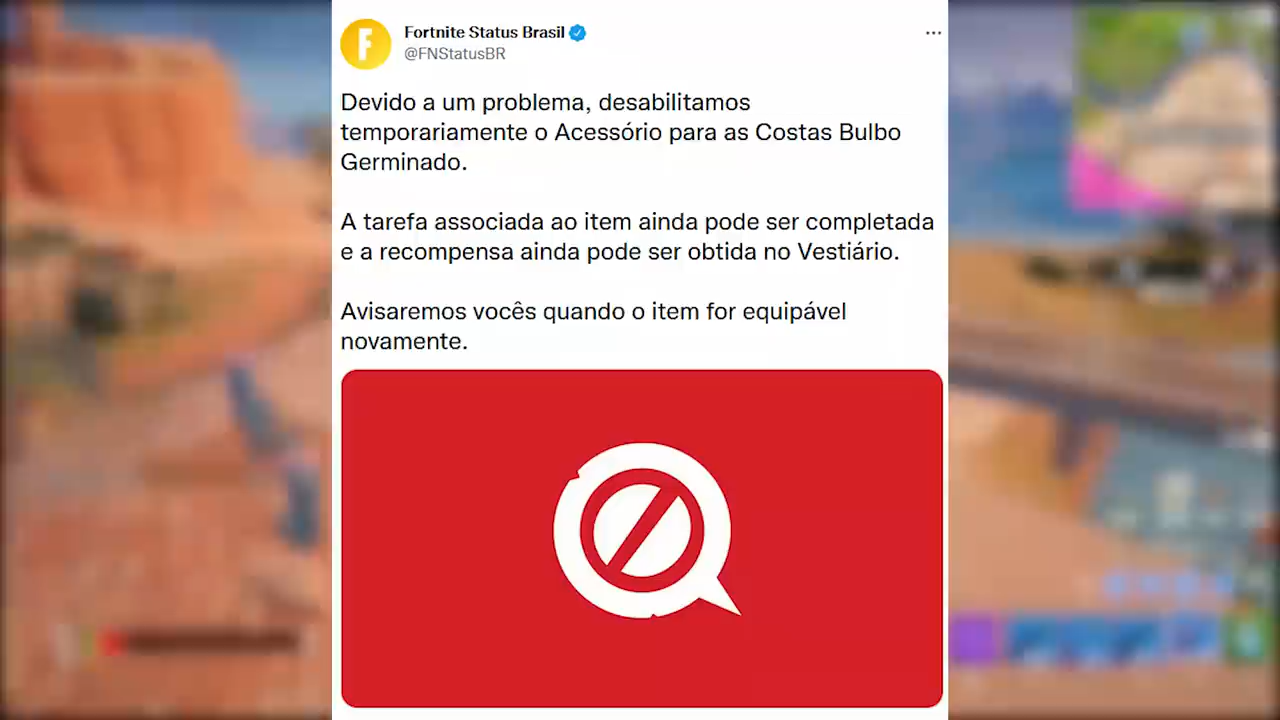 Fortnite Status Brasil
@FNStatusBR
Devido a um problema, desabilitamos
temporariamente o Acessório para as Costas Bulbo
Germinado.
A tarefa associada ao item ainda pode ser completada
e a recompensa ainda pode ser obtida no Vestiário.
Avisaremos vocês quando o item for equipável
novamente.